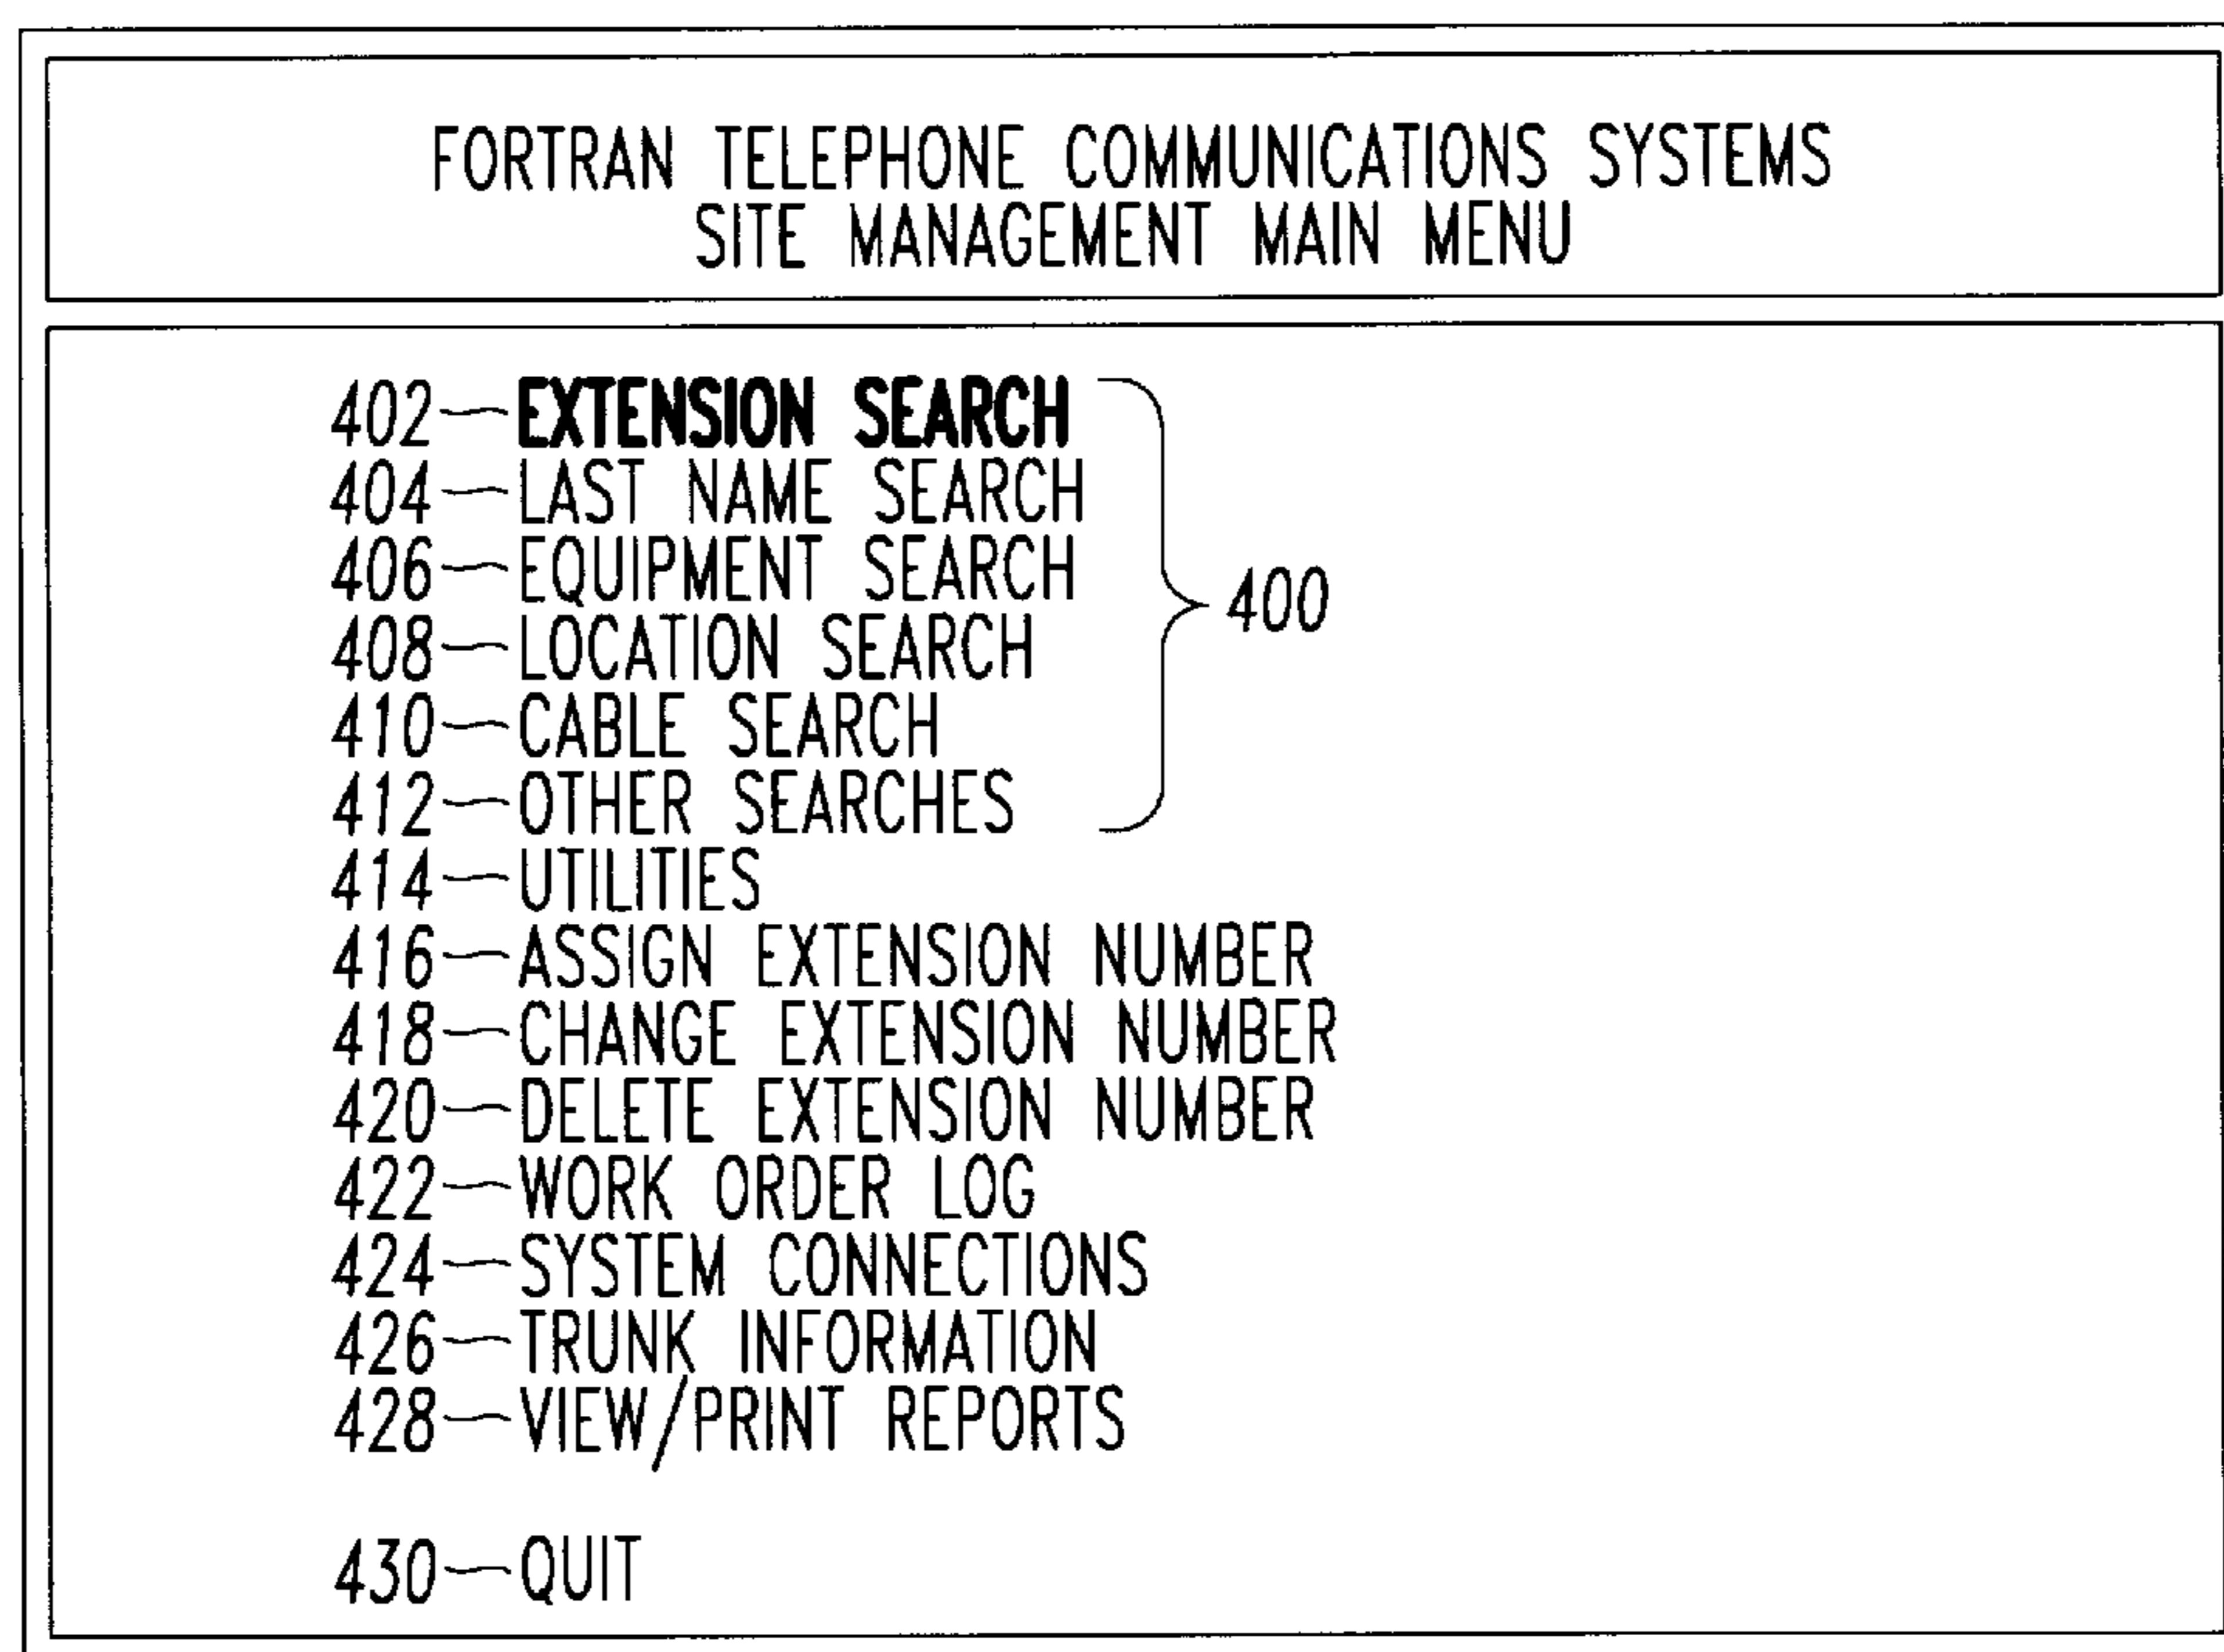 FORTRAN TELEPHONE COMMUNICATIONS SYSTEMS
SITE MANAGEMENT MAIN MENU
402 EXTENSION SEARCH
404 LAST NAME SEARCH
406 EQUIPMENT SEARCH
400
408 LOCATION SEARCH
410 CABLE SEARCH
412 OTHER SEARCHES
414 UTILITIES
416 ASSIGN EXTENSION NUMBER
418 CHANGE EXTENSION NUMBER
420 DELETE EXTENSION NUMBER
422 WORK ORDER LOG
424 SYSTEM CONNECTIONS
426 TRUNK INFORMATION
428 VIEW/PRINT REPORTS
430 QUIT